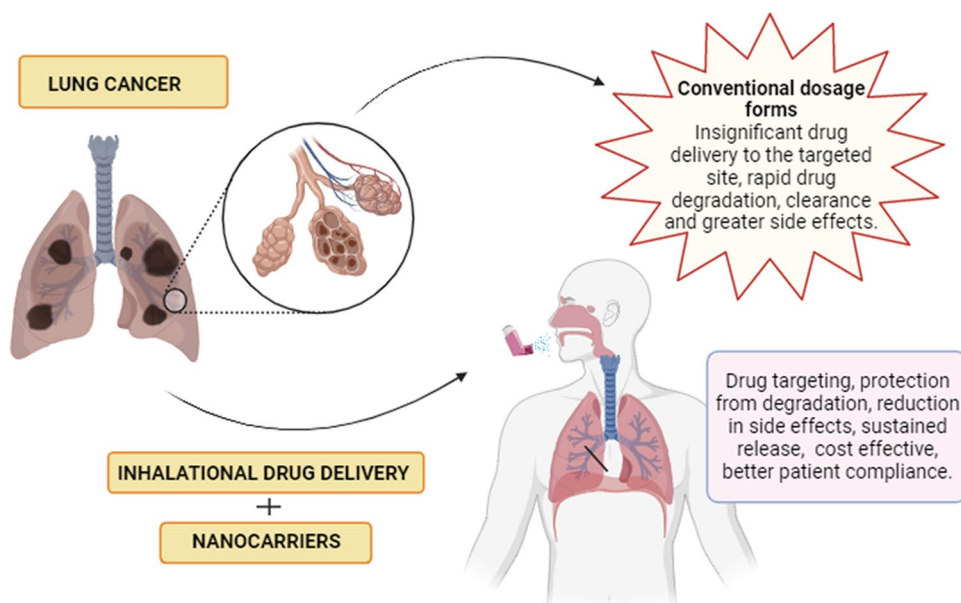 LUNG CANCER
Conventional dosage
forms
Insignificant drug
delivery to the targeted
site, rapid drug
degradation, clearance
and greater side effects.
Drug targeting, protection
from degradation, reduction
in side effects, sustained
release, cost effective,
better patient compliance.
INHALATIONAL DRUG DELIVERY
+
NANOCARRIERS